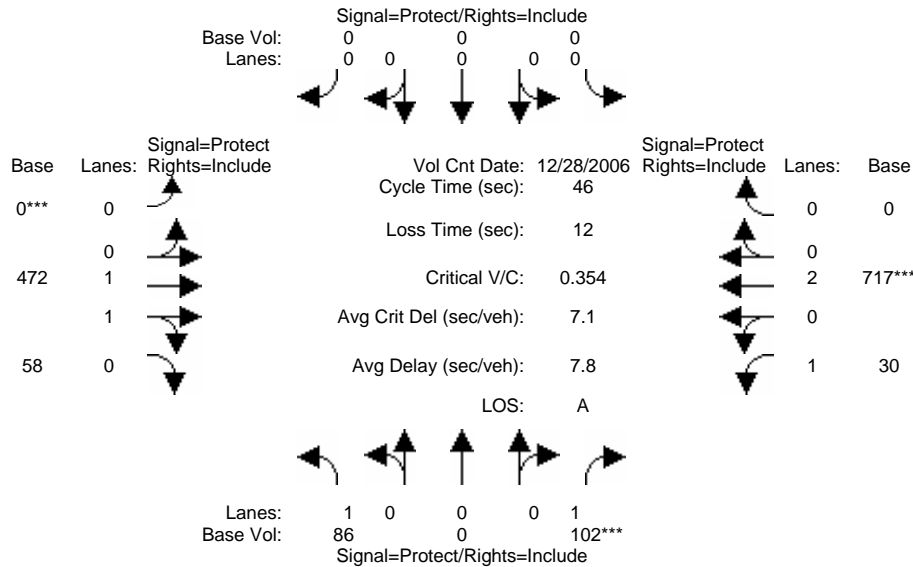 Signal=Protect/Rights=Include
Base Vol: 0 0 0
Lanes: 0 0 0 0 0
Signal=Protect Signal=Protect
Base Lanes: Rights=Include Vol Cnt Date: 12/28/2006 Rights=Include Lanes: Base
Cycle Time (sec): 46
0*** 0 0 0
Loss Time (sec): 12
0 0
472 1 Critical V/C: 0.354 2 717***
1 Avg Crit Del (sec/veh): 7.1 0
58 0 Avg Delay (sec/veh): 7.8 1 30
LOS: A
Lanes: 1 0 0 0 1
Base Vol: 86 0 102***
Signal=Protect/Rights=Include